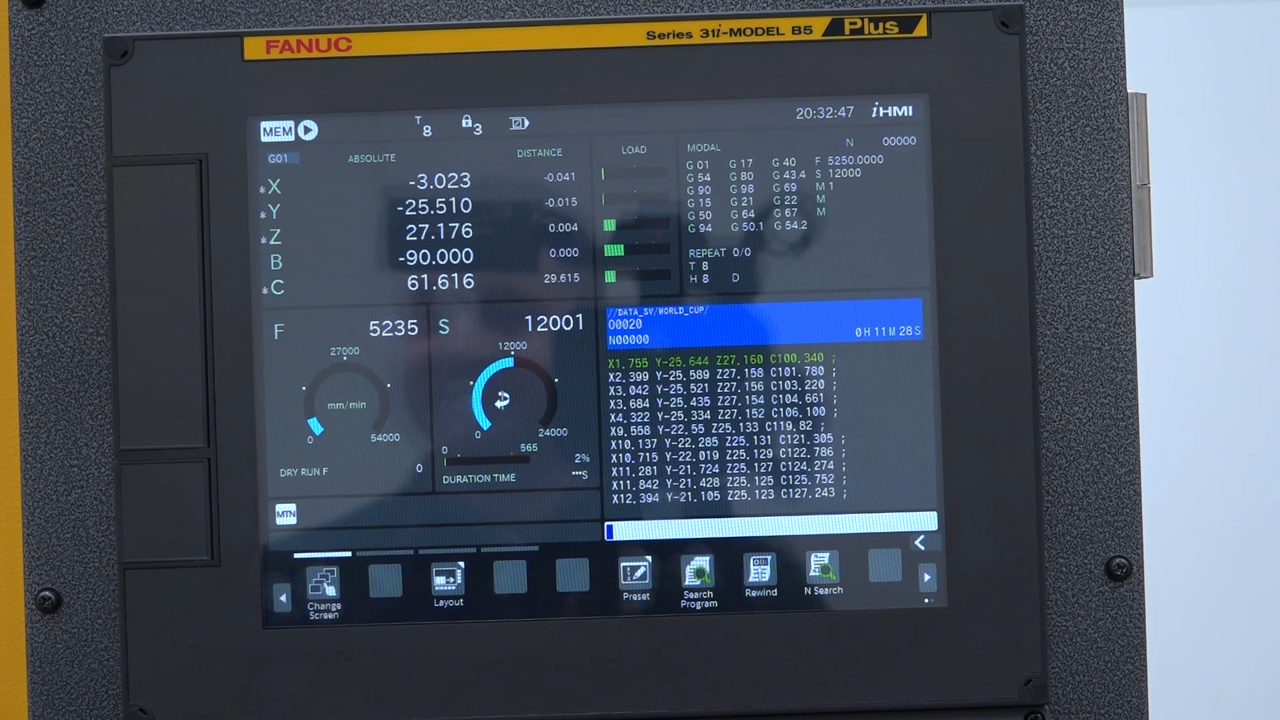 FANUC
Series 31i-MODEL B5 Plus
MEM T 8 3 20:32:47 iHMI
G01 ABSOLUTE DISTANCE
*X -3.023 -0.041
*Y -25.510 -0.015
*Z 27.176 0.004
B -90.000 0.000
*C 61.616 29.615
LOAD
MODAL N 00000
G 01 G 17 G 40 F 5250.0000
G 54 G 80 G 43.4 S 12000
G 90 G 98 G 69 M 1
G 15 G 21 G 22 M
G 50 G 64 G 67 M
G 94 G 50.1 G 54.2
REPEAT 0/0
T 8
H 8 D
F 5235
27000
mm/min
0 54000
DRY RUN F 0
S 12001
12000
0 24000
0 565
2%
DURATION TIME ***S
//DATA_SV/WORLD_CUP/
O0020
N00000 0H 11M 28S
X1.755 Y-25.644 Z27.160 C100.340 ;
X2.399 Y-25.589 Z27.158 C101.780 ;
X3.042 Y-25.521 Z27.156 C103.220 ;
X3.684 Y-25.435 Z27.154 C104.661 ;
X4.322 Y-25.334 Z27.152 C106.100 ;
X9.558 Y-22.55 Z25.133 C119.82 ;
X10.137 Y-22.285 Z25.131 C121.305 ;
X10.715 Y-22.019 Z25.129 C122.786 ;
X11.281 Y-21.724 Z25.127 C124.274 ;
X11.842 Y-21.428 Z25.125 C125.752 ;
X12.394 Y-21.105 Z25.123 C127.243 ;
MTN
Change Screen
Layout
Preset
Search Program
Rewind
N Search